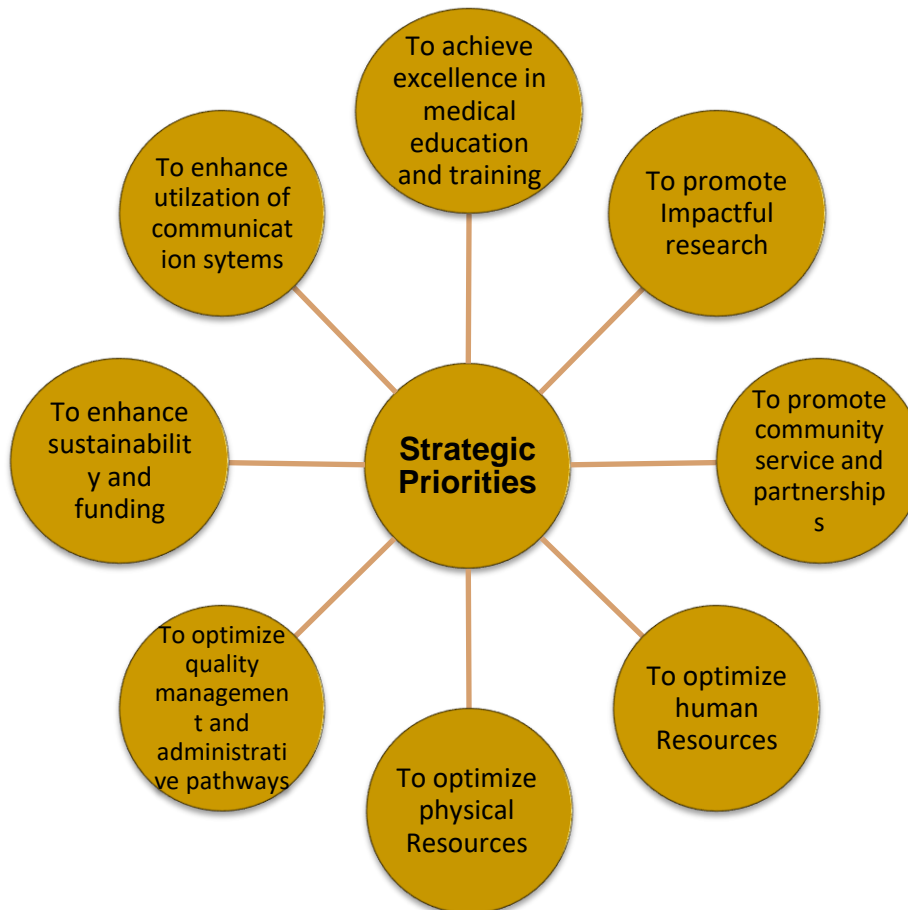 To achieve
excellence in
medical
education
and training
To promote
Impactful
research
To promote
community
service and
partnership
s
To optimize
human
Resources
To optimize
physical
Resources
To optimize
quality
managemen
t and
administrati
ve pathways
To enhance
sustainabilit
y and
funding
To enhance
utilzation of
communicat
ion sytems
Strategic
Priorities